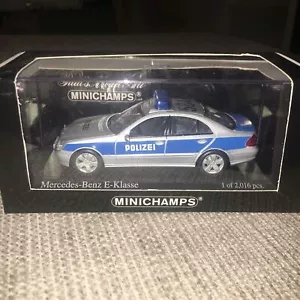 MINICHAMPS
POLIZEI
Mercedes-Benz E-Klasse
1 of 2,016 pcs.
MINICHAMPS